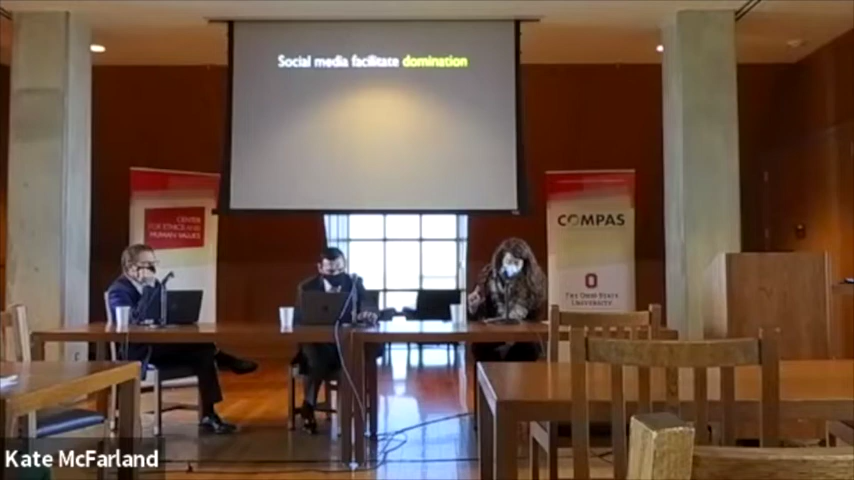 Social media facilitate domination
CENTER
FOR ETHICS AND
HUMAN VALUES
COMPAS
THE OHIO STATE
UNIVERSITY
Kate McFarland